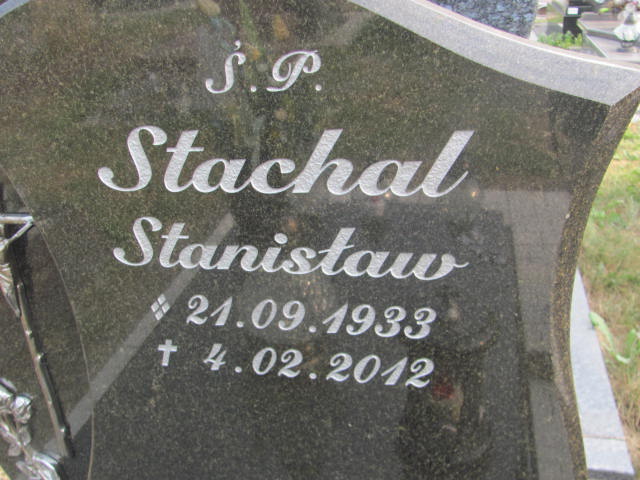 Ś.P.
Stachal
Stanisław
21.09.1933
4.02.2012